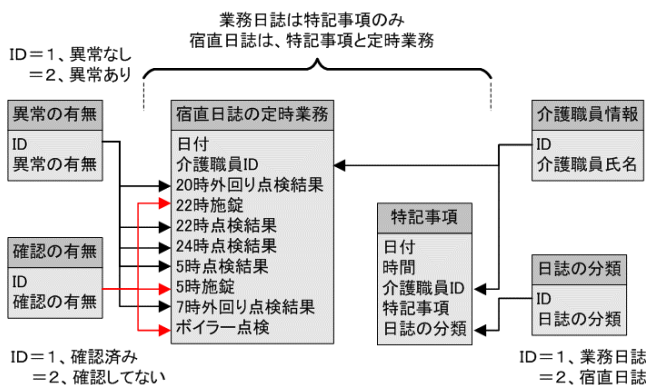 業務日誌は特記事項のみ
宿直日誌は、特記事項と定時業務
ID=1、異常なし
=2、異常あり
異常の有無
ID
異常の有無
確認の有無
ID
確認の有無
ID=1、確認済み
=2、確認してない
宿直日誌の定時業務
日付
介護職員ID
20時外回り点検結果
22時施錠
22時点検結果
24時点検結果
5時点検結果
5時施錠
7時外回り点検結果
ボイラー点検
特記事項
日付
時間
介護職員ID
特記事項
日誌の分類
介護職員情報
ID
介護職員氏名
日誌の分類
ID
日誌の分類
ID=1、業務日誌
=2、宿直日誌